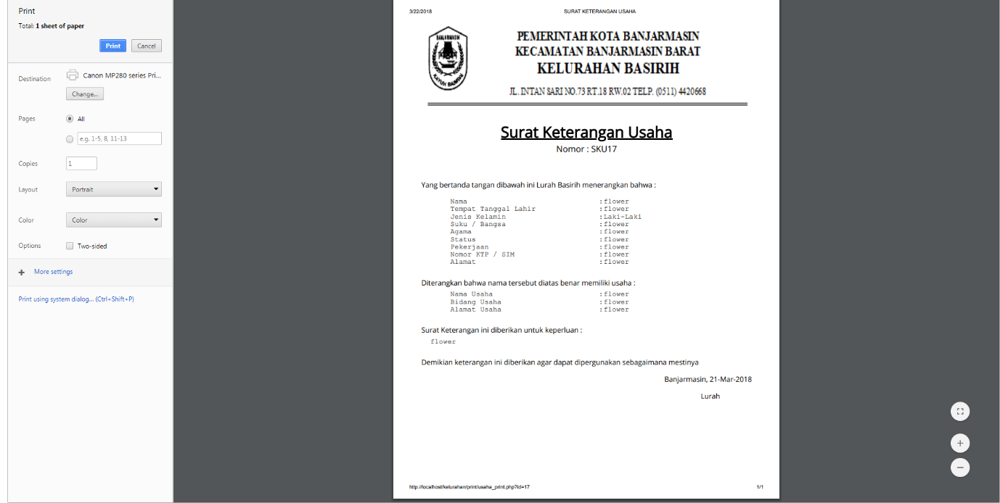 Print
Total: 1 sheet of paper
Print Cancel
Destination Canon MP280 series Pri...
Change...
Pages All
e.g. 1-5, 8, 11-13
Copies 1
Layout Portrait
Color Color
Options Two-sided
+ More settings
Print using system dialog... (Ctrl+Shift+P)
3/22/2018 SURAT KETERANGAN USAHA
BANJARMASIN
KAYUH BAIMBAI
PEMERINTAH KOTA BANJARMASIN
KECAMATAN BANJARMASIN BARAT
KELURAHAN BASIRIH
JL. INTAN SARI NO.73 RT.18 RW.02 TELP. (0511) 4420668
Surat Keterangan Usaha
Nomor : SKU17
Yang bertanda tangan dibawah ini Lurah Basirih menerangkan bahwa :
Nama :flower
Tempat Tanggal Lahir :flower
Jenis Kelamin :Laki-Laki
Suku / Bangsa :flower
Agama :flower
Status :flower
Pekerjaan :flower
Nomor KTP / SIM :flower
Alamat :flower
Diterangkan bahwa nama tersebut diatas benar memiliki usaha :
Nama Usaha :flower
Bidang Usaha :flower
Alamat Usaha :flower
Surat Keterangan ini diberikan untuk keperluan :
flower
Demikian keterangan ini diberikan agar dapat dipergunakan sebagaimana mestinya
Banjarmasin, 21-Mar-2018
Lurah
http://localhost/kelurahan/print/usaha_print.php?id=17 1/1